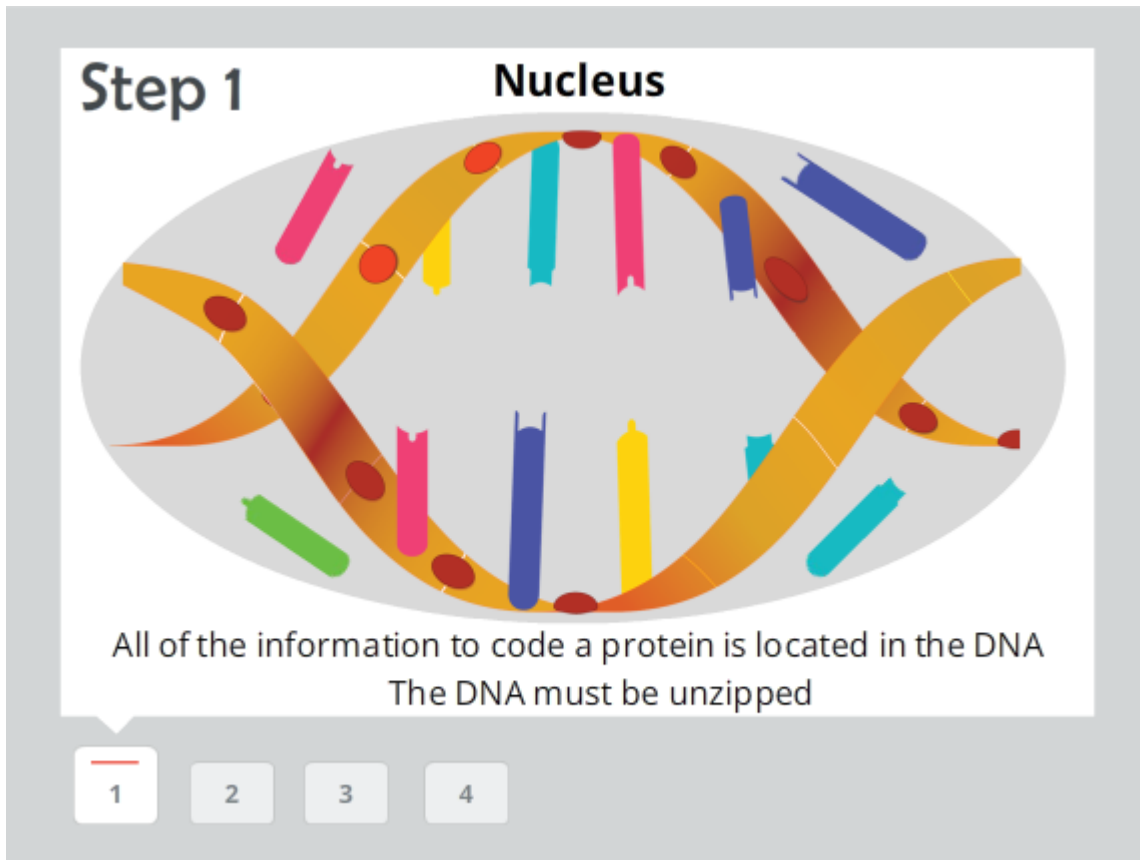 Step 1
Nucleus
All of the information to code a protein is located in the DNA
The DNA must be unzipped
1
2
3
4